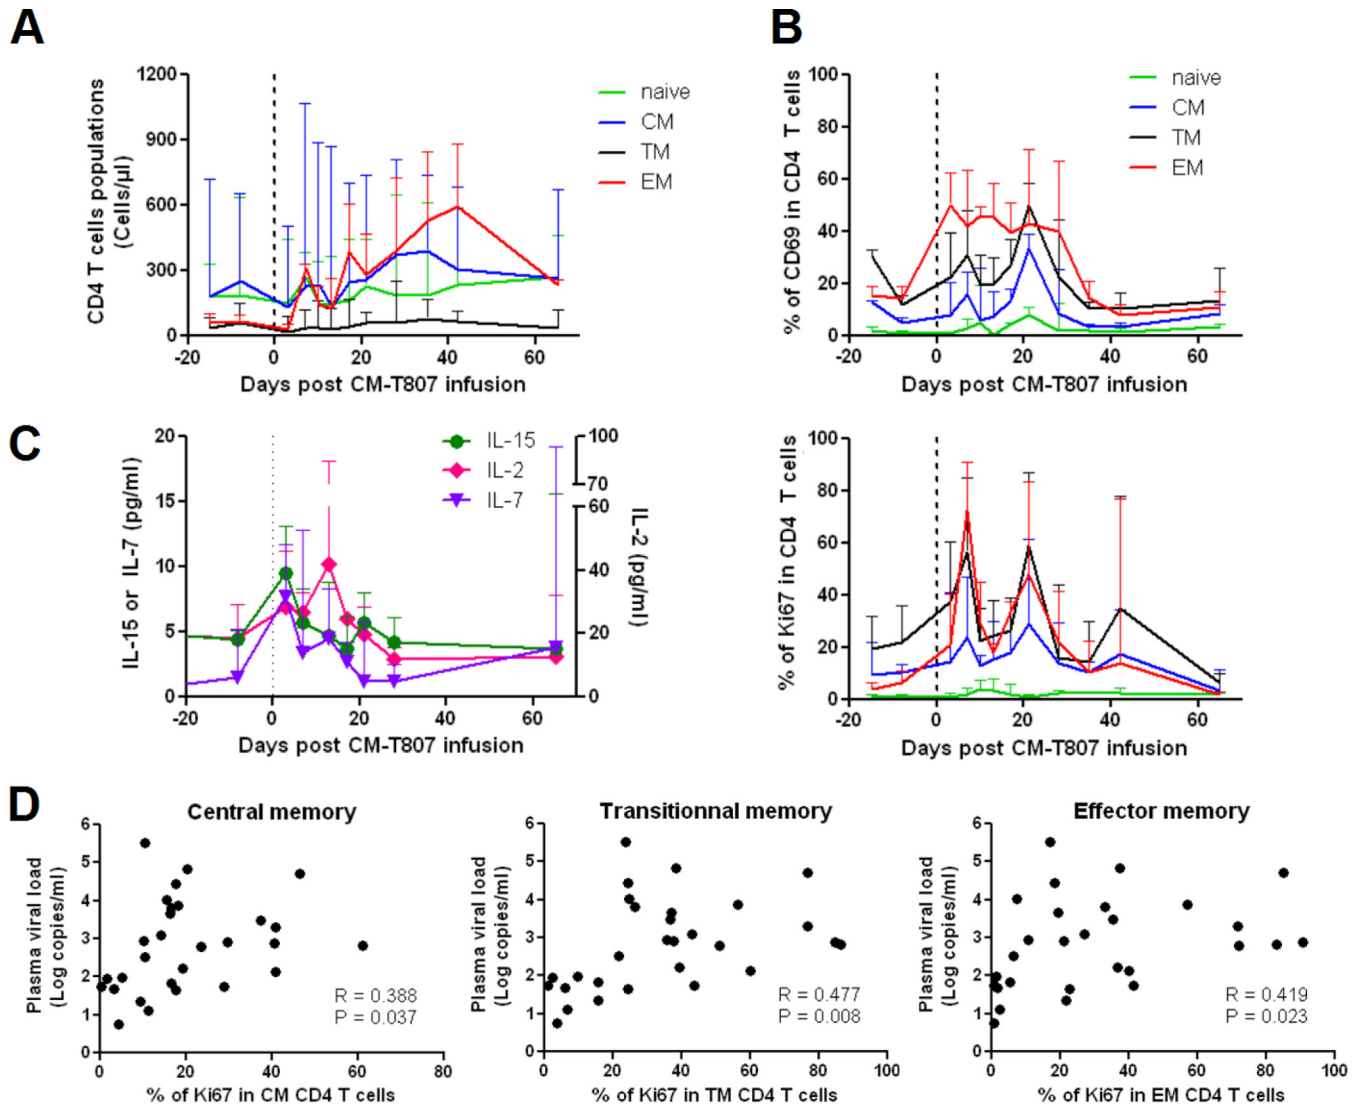 A
CD4 T cells populations
(Cells/µl)
1200
900
600
300
0
-20
0
20
40
60
Days post CM-T807 infusion
naive
CM
TM
EM
B
% of CD69 in CD4 T cells
100
80
60
40
20
0
-20
0
20
40
60
Days post CM-T807 infusion
naive
CM
TM
EM
C
IL-15 or IL-7 (pg/ml)
20
15
10
5
0
-20
0
20
40
60
Days post CM-T807 infusion
IL-15
IL-2
IL-7
100
70
60
40
20
0
IL-2 (pg/ml)
% of Ki67 in CD4 T cells
100
80
60
40
20
0
-20
0
20
40
60
Days post CM-T807 infusion
D
Central memory
Plasma viral load
(Log copies/ml)
6
5
4
3
2
1
0
0
20
40
60
80
R = 0.388
P = 0.037
% of Ki67 in CM CD4 T cells
Transitionnal memory
Plasma viral load
(Log copies/ml)
6
5
4
3
2
1
0
0
20
40
60
80
100
R = 0.477
P = 0.008
% of Ki67 in TM CD4 T cells
Effector memory
Plasma viral load
(Log copies/ml)
6
5
4
3
2
1
0
0
20
40
60
80
100
R = 0.419
P = 0.023
% of Ki67 in EM CD4 T cells